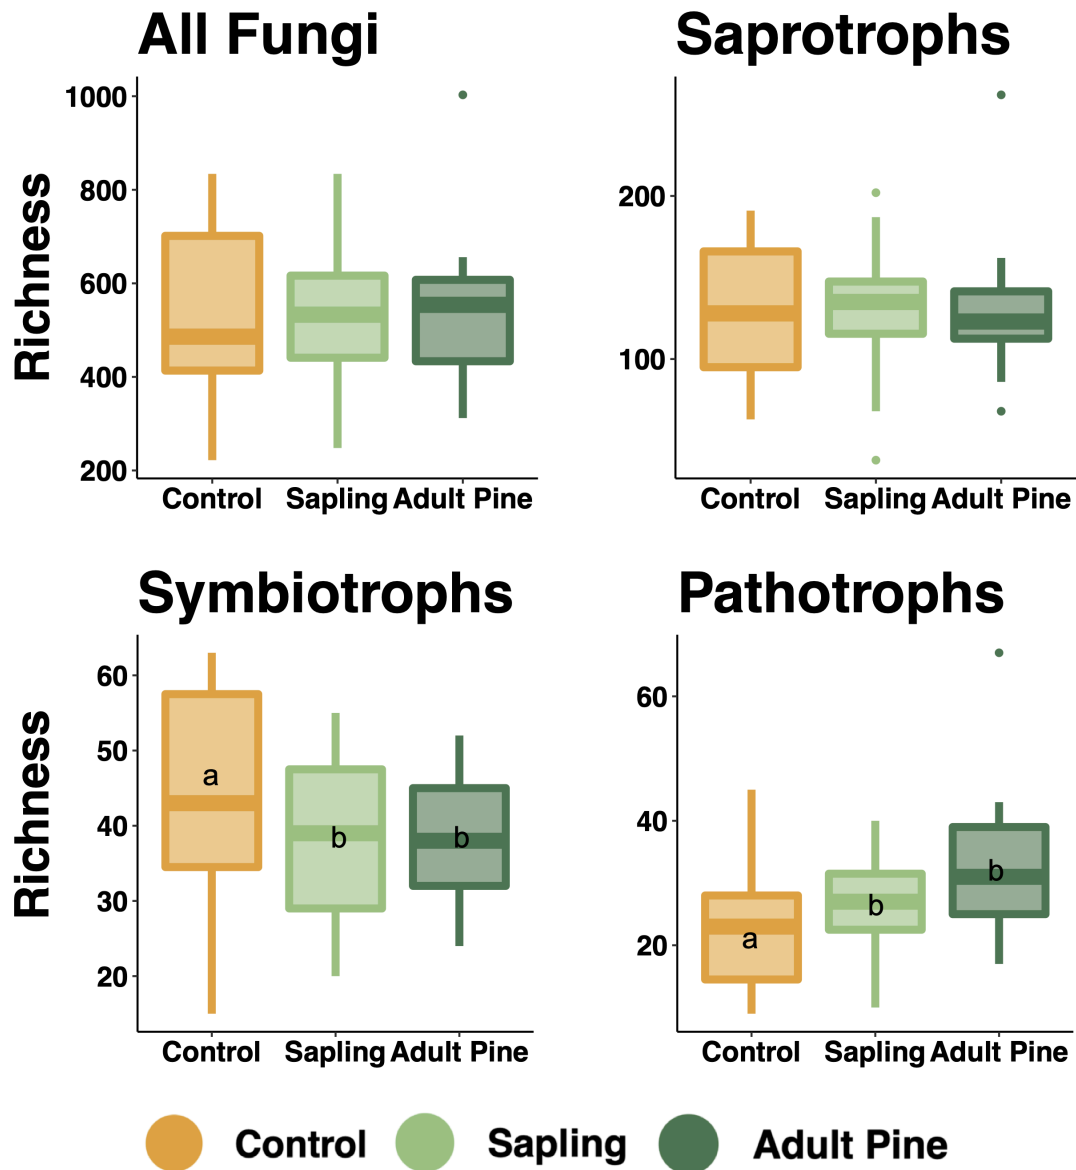 All Fungi
Richness
1000
800
600
400
200
Control Sapling Adult Pine
Saprotrophs
200
100
Control Sapling Adult Pine
Symbiotrophs
Richness
60
50
40
30
20
a
b
b
Control Sapling Adult Pine
Pathotrophs
60
40
20
a
b
b
Control Sapling Adult Pine
Control Sapling Adult Pine